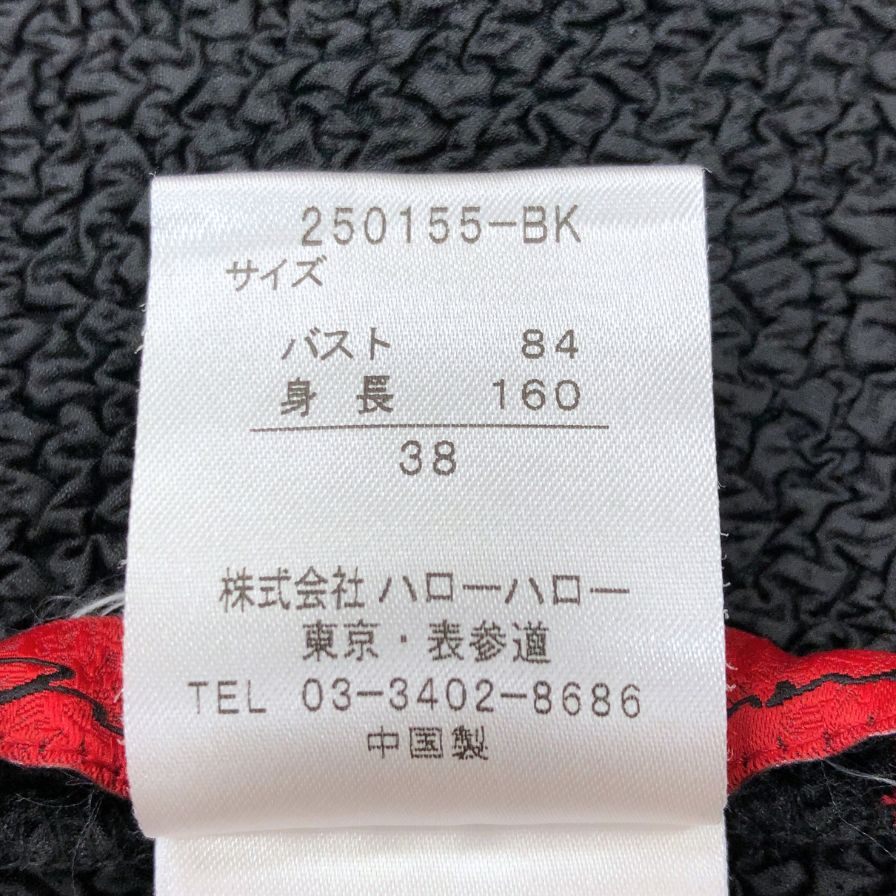 250155-BK
サイズ
バスト 84
身長 160
38
株式会社 ハローハロー
東京・表参道
TEL 03-3402-8686
中国製